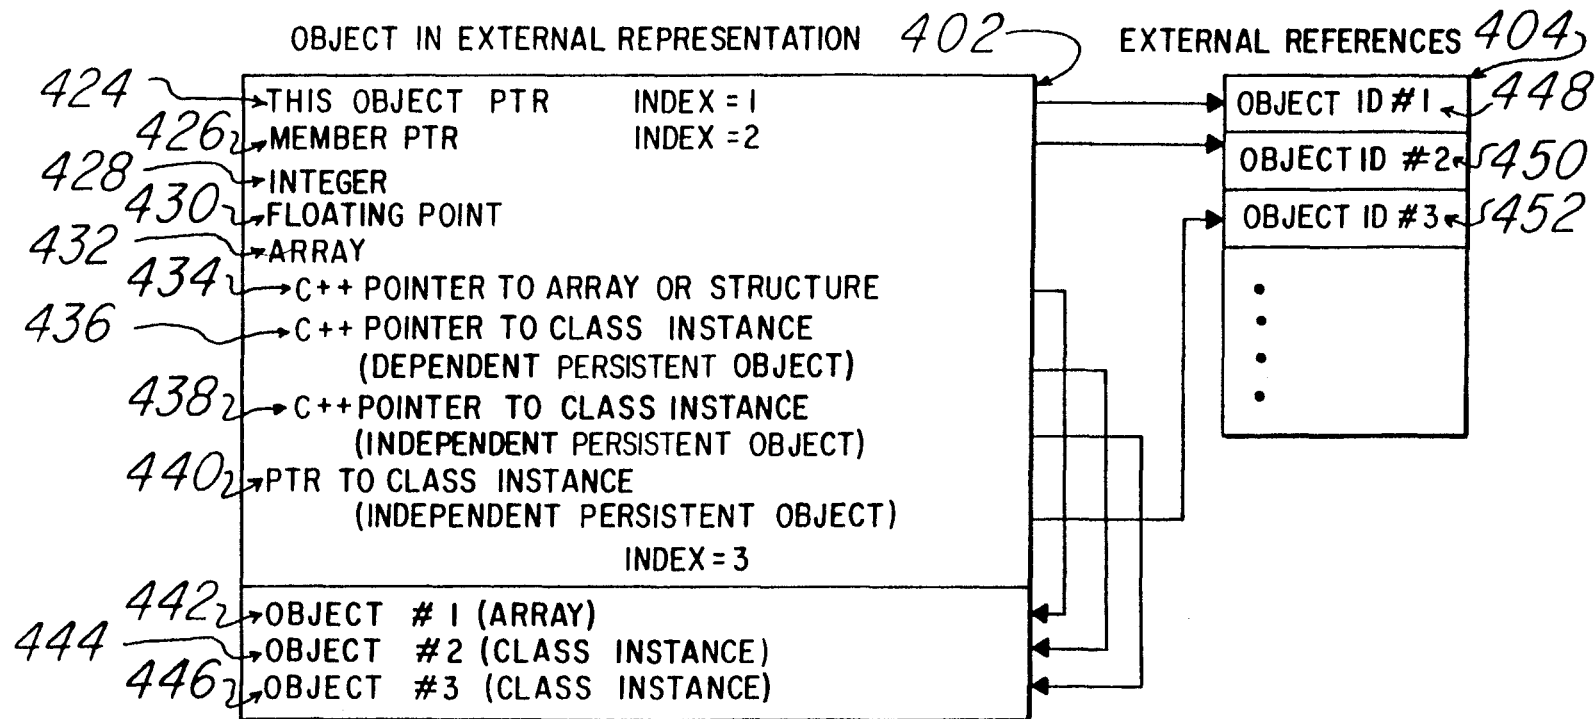 OBJECT IN EXTERNAL REPRESENTATION 402
EXTERNAL REFERENCES 404
424 THIS OBJECT PTR INDEX = 1
OBJECT ID #1 448
426 MEMBER PTR INDEX =2
OBJECT ID #2 450
428 INTEGER
430 FLOATING POINT
OBJECT ID #3 452
432 ARRAY
434 C++ POINTER TO ARRAY OR STRUCTURE
436 C++ POINTER TO CLASS INSTANCE
(DEPENDENT PERSISTENT OBJECT)
438 C++ POINTER TO CLASS INSTANCE
(INDEPENDENT PERSISTENT OBJECT)
440 PTR TO CLASS INSTANCE
(INDEPENDENT PERSISTENT OBJECT)
INDEX = 3
442 OBJECT # 1 (ARRAY)
444 OBJECT #2 (CLASS INSTANCE)
446 OBJECT #3 (CLASS INSTANCE)